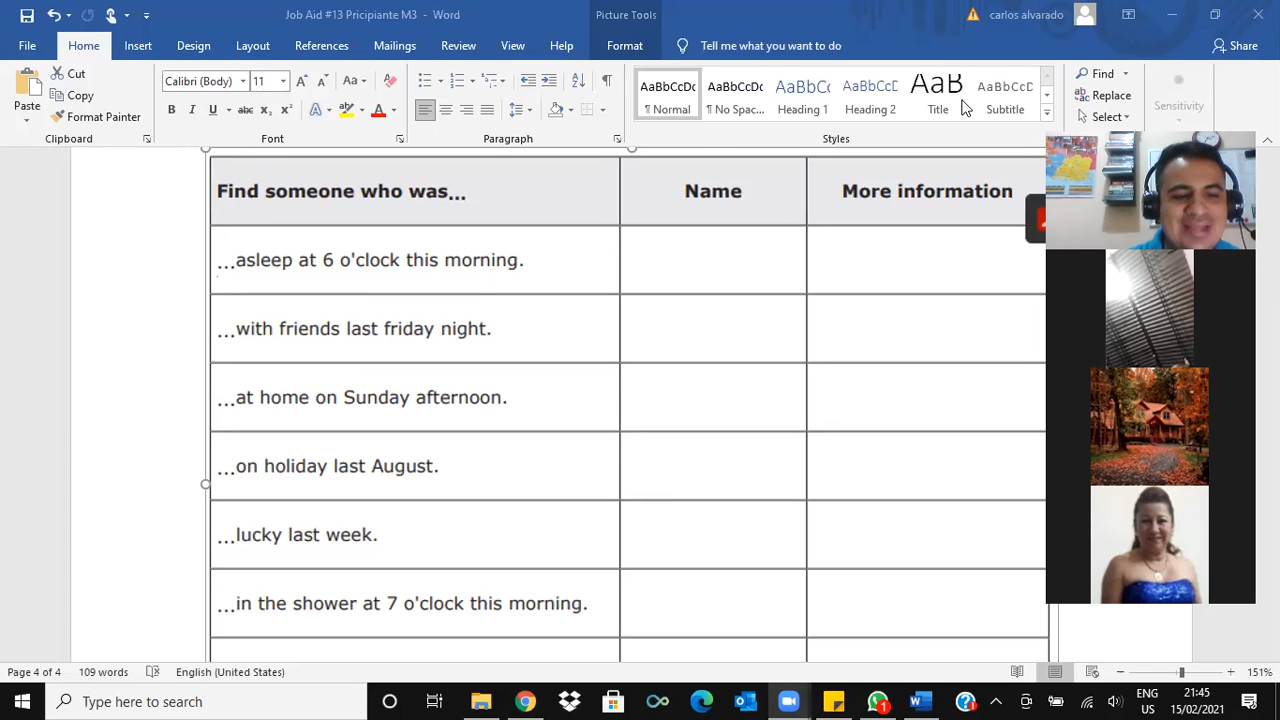 Job Aid #13 Pricipiante M3 - Word
Picture Tools
carlos alvarado
File Home Insert Design Layout References Mailings Review View Help Format Tell me what you want to do Share
Paste
Cut
Copy
Format Painter
Clipboard
Calibri (Body) 11
Font
Paragraph
AaBbCcDc AaBbCcDc AaBbCc AaBbCcD AaB AaBbCcD
¶ Normal ¶ No Spac... Heading 1 Heading 2 Title Subtitle
Styles
Find
Replace
Select
Editing
Sensitivity
Find someone who was... Name More information
...asleep at 6 o'clock this morning.
...with friends last friday night.
...at home on Sunday afternoon.
...on holiday last August.
...lucky last week.
...in the shower at 7 o'clock this morning.
Page 4 of 4 109 words English (United States) 151%
Type here to search
ENG
US
21:45
15/02/2021